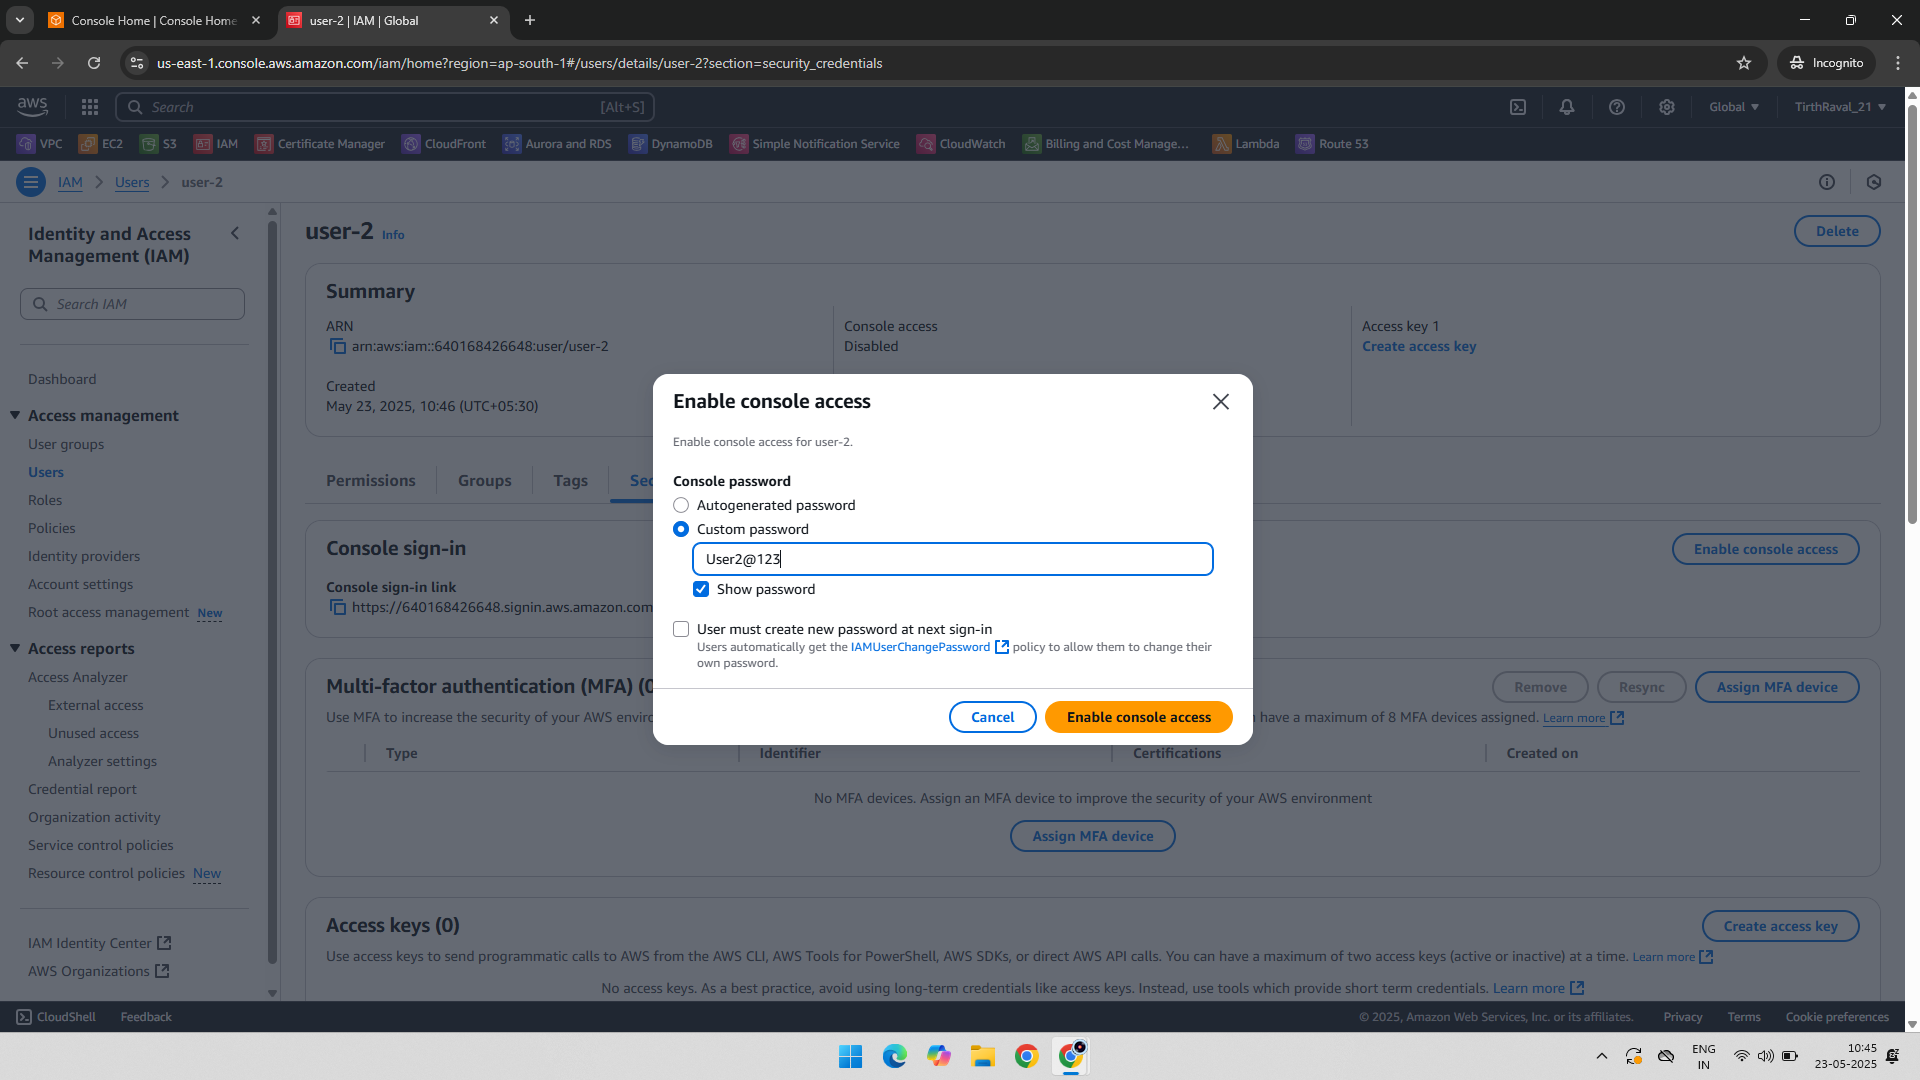 Console Home | Console Home
user-2 | IAM | Global
us-east-1.console.aws.amazon.com/iam/home?region=ap-south-1#/users/details/user-2?section=security_credentials
Incognito
aws
Search
[Alt+S]
Global
TirthRaval_21
VPC
EC2
S3
IAM
Certificate Manager
CloudFront
Aurora and RDS
DynamoDB
Simple Notification Service
CloudWatch
Billing and Cost Manage...
Lambda
Route 53
IAM
Users
user-2
Identity and Access
Management (IAM)
Search IAM
Dashboard
Access management
User groups
Users
Roles
Policies
Identity providers
Account settings
Root access management New
Access reports
Access Analyzer
External access
Unused access
Analyzer settings
Credential report
Organization activity
Service control policies
Resource control policies New
IAM Identity Center
AWS Organizations
user-2 Info
Delete
Summary
ARN
arn:aws:iam::640168426648:user/user-2
Created
May 23, 2025, 10:46 (UTC+05:30)
Console access
Disabled
Access key 1
Create access key
Permissions
Groups
Tags
Sec
Console sign-in
Enable console access
Console sign-in link
https://640168426648.signin.aws.amazon.com
Multi-factor authentication (MFA) (0
Remove
Resync
Assign MFA device
Use MFA to increase the security of your AWS enviro
have a maximum of 8 MFA devices assigned. Learn more
Type
Identifier
Certifications
Created on
No MFA devices. Assign an MFA device to improve the security of your AWS environment
Assign MFA device
Access keys (0)
Create access key
Use access keys to send programmatic calls to AWS from the AWS CLI, AWS Tools for PowerShell, AWS SDKs, or direct AWS API calls. You can have a maximum of two access keys (active or inactive) at a time. Learn more
No access keys. As a best practice, avoid using long-term credentials like access keys. Instead, use tools which provide short term credentials. Learn more
Enable console access
Enable console access for user-2.
Console password
Autogenerated password
Custom password
User2@123
Show password
User must create new password at next sign-in
Users automatically get the IAMUserChangePassword policy to allow them to change their
own password.
Cancel
Enable console access
CloudShell
Feedback
© 2025, Amazon Web Services, Inc. or its affiliates.
Privacy
Terms
Cookie preferences
ENG
IN
10:45
23-05-2025